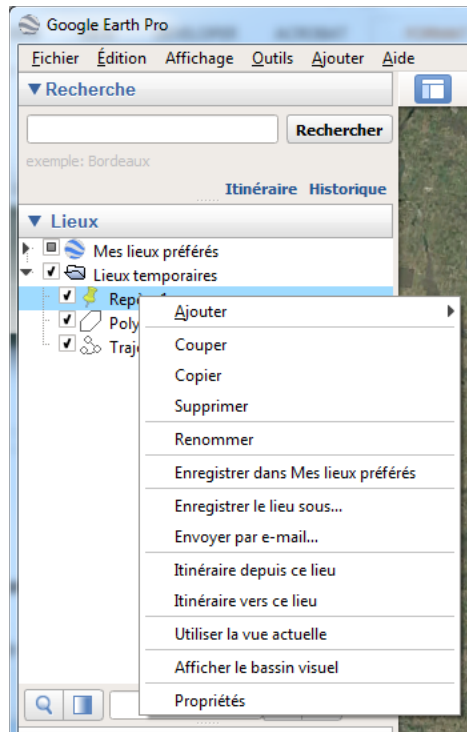 Google Earth Pro
Fichier Édition Affichage Outils Ajouter Aide
Recherche
Rechercher
exemple: Bordeaux
Itinéraire Historique
Lieux
Mes lieux préférés
Lieux temporaires
Ajouter
Couper
Copier
Supprimer
Renommer
Enregistrer dans Mes lieux préférés
Enregistrer le lieu sous...
Envoyer par e-mail...
Itinéraire depuis ce lieu
Itinéraire vers ce lieu
Utiliser la vue actuelle
Afficher le bassin visuel
Propriétés